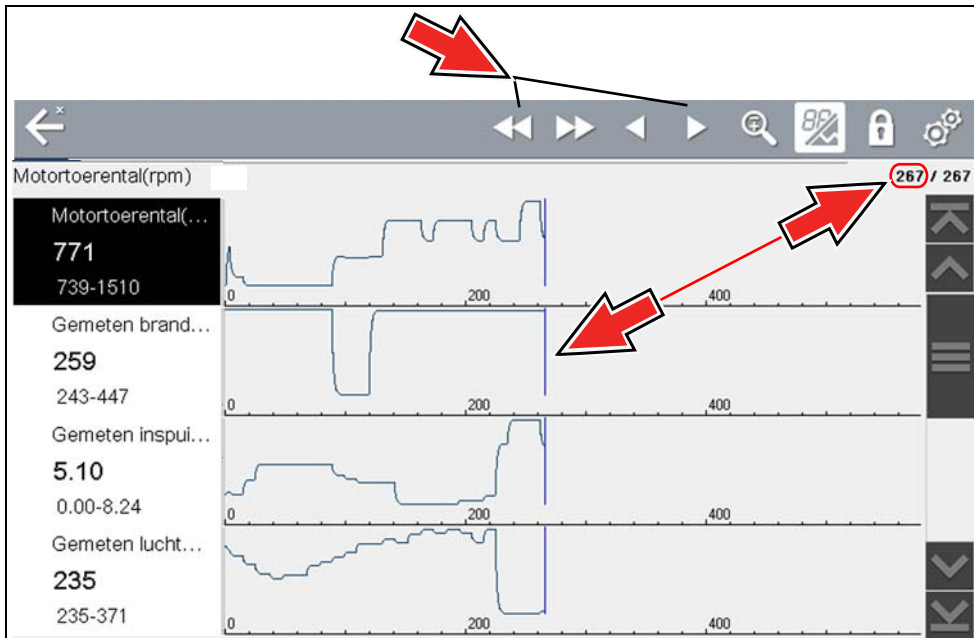 Motortoerental(rpm)
267 / 267
Motortoerental(...
771
739-1510
0 200 400
Gemeten brand...
259
243-447
0 200 400
Gemeten inspui...
5.10
0.00-8.24
0 200 400
Gemeten lucht...
235
235-371
0 200 400